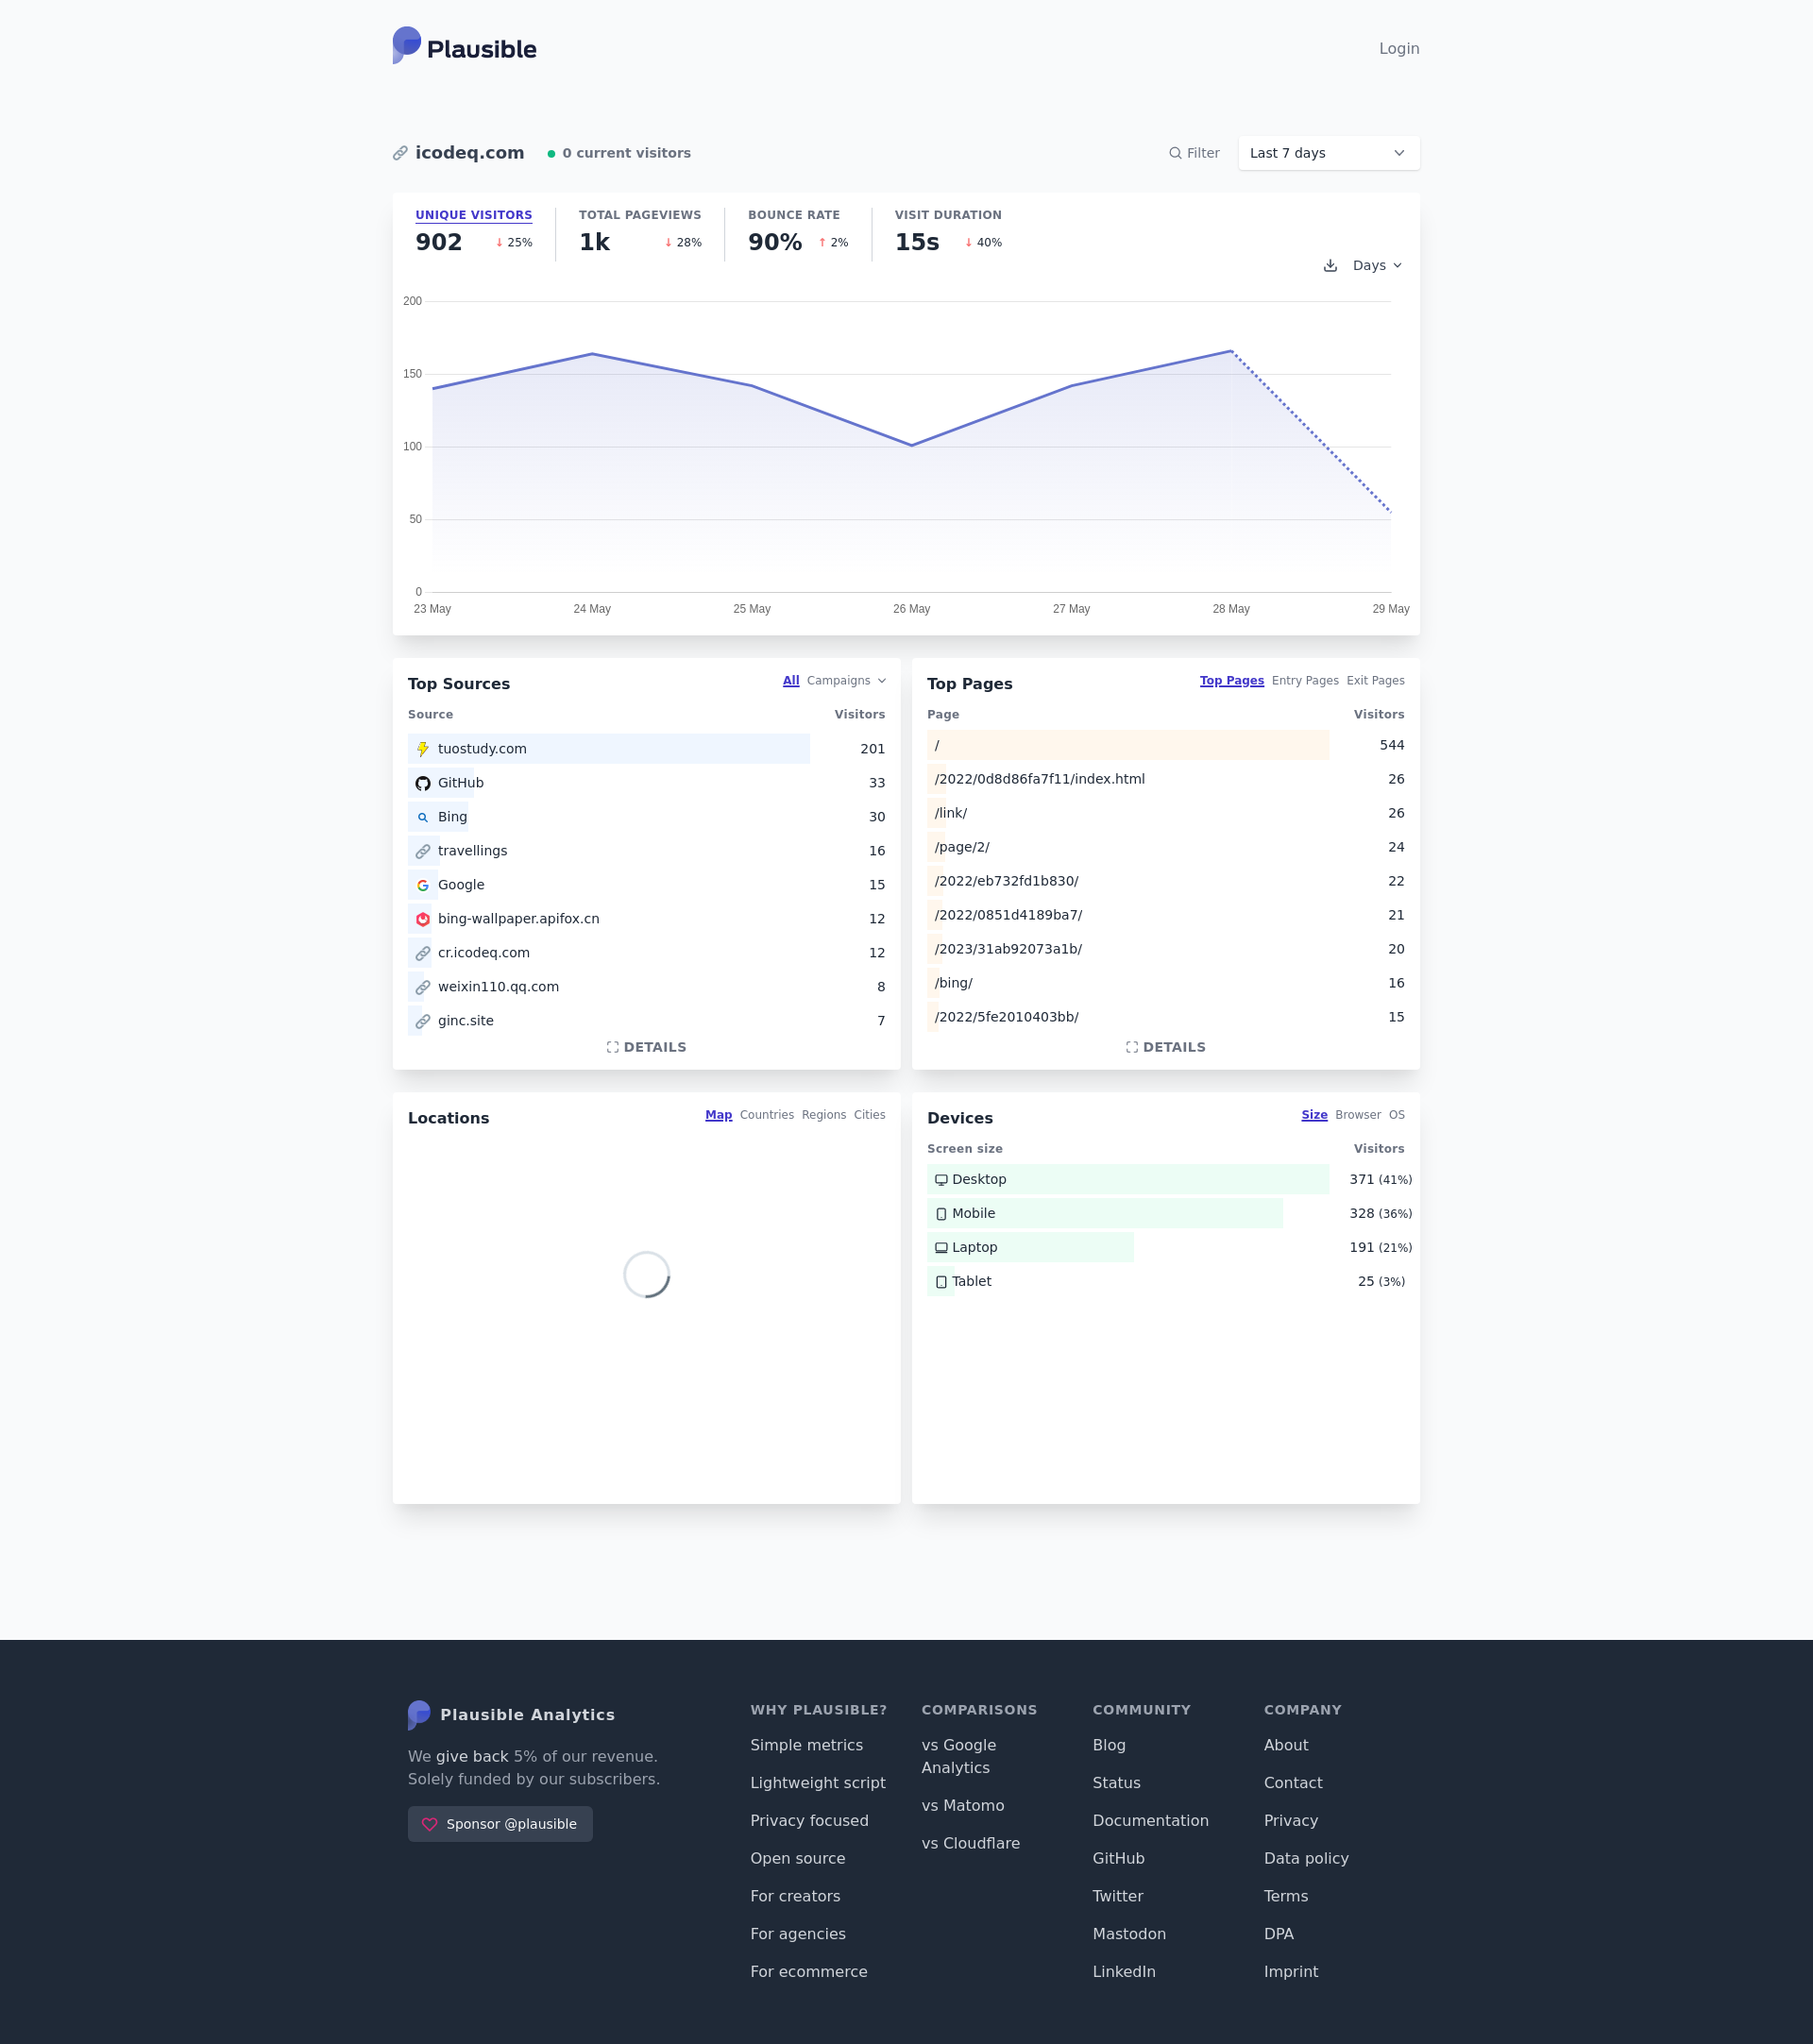 Plausible
Login
icodeq.com
0 current visitors
Filter
Last 7 days
UNIQUE VISITORS
902 ↓ 25%
TOTAL PAGEVIEWS
1k ↓ 28%
BOUNCE RATE
90% ↑ 2%
VISIT DURATION
15s ↓ 40%
Days
200
150
100
50
0
23 May 24 May 25 May 26 May 27 May 28 May 29 May
Top Sources
All Campaigns
Source Visitors
tuostudy.com 201
GitHub 33
Bing 30
travellings 16
Google 15
bing-wallpaper.apifox.cn 12
cr.icodeq.com 12
weixin110.qq.com 8
ginc.site 7
DETAILS
Top Pages
Top Pages Entry Pages Exit Pages
Page Visitors
/ 544
/2022/0d8d86fa7f11/index.html 26
/link/ 26
/page/2/ 24
/2022/eb732fd1b830/ 22
/2022/0851d4189ba7/ 21
/2023/31ab92073a1b/ 20
/bing/ 16
/2022/5fe2010403bb/ 15
DETAILS
Locations
Map Countries Regions Cities
Devices
Size Browser OS
Screen size Visitors
Desktop 371 (41%)
Mobile 328 (36%)
Laptop 191 (21%)
Tablet 25 (3%)
Plausible Analytics
We give back 5% of our revenue.
Solely funded by our subscribers.
Sponsor @plausible
WHY PLAUSIBLE?
Simple metrics
Lightweight script
Privacy focused
Open source
For creators
For agencies
For ecommerce
COMPARISONS
vs Google
Analytics
vs Matomo
vs Cloudflare
COMMUNITY
Blog
Status
Documentation
GitHub
Twitter
Mastodon
LinkedIn
COMPANY
About
Contact
Privacy
Data policy
Terms
DPA
Imprint